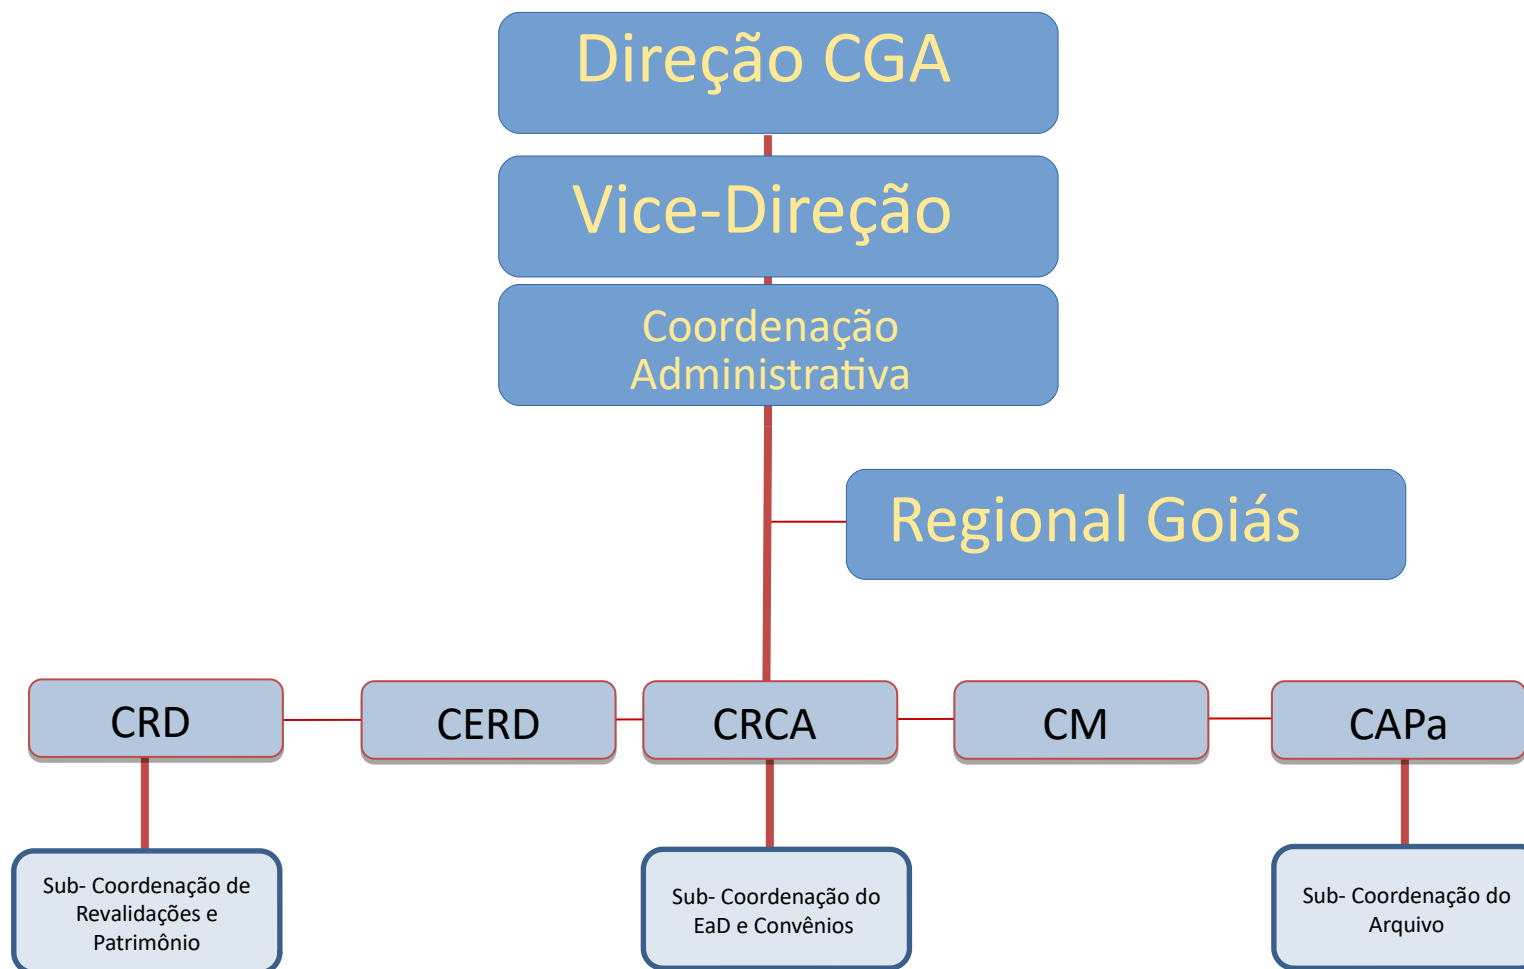 Direção CGA
Vice-Direção
Coordenação
Administrativa
Regional Goiás
CRD
CERD
CRCA
CM
CAPa
Sub- Coordenação de
Revalidações e
Patrimônio
Sub- Coordenação do
EaD e Convênios
Sub- Coordenação do
Arquivo